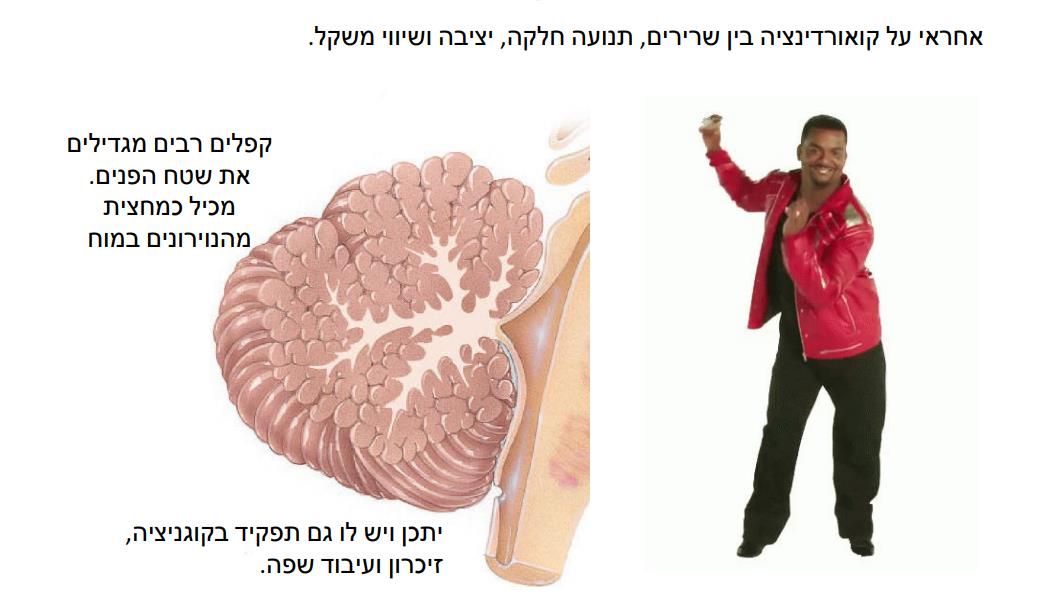 אחראי על קואורדינציה בין שרירים, תנועה חלקה, יציבה ושיווי משקל.
קפלים רבים מגדילים
את שטח הפנים.
מכיל כמחצית
מהנוירונים במוח
יתכן ויש לו גם תפקיד בקוגניציה,
זיכרון ועיבוד שפה.